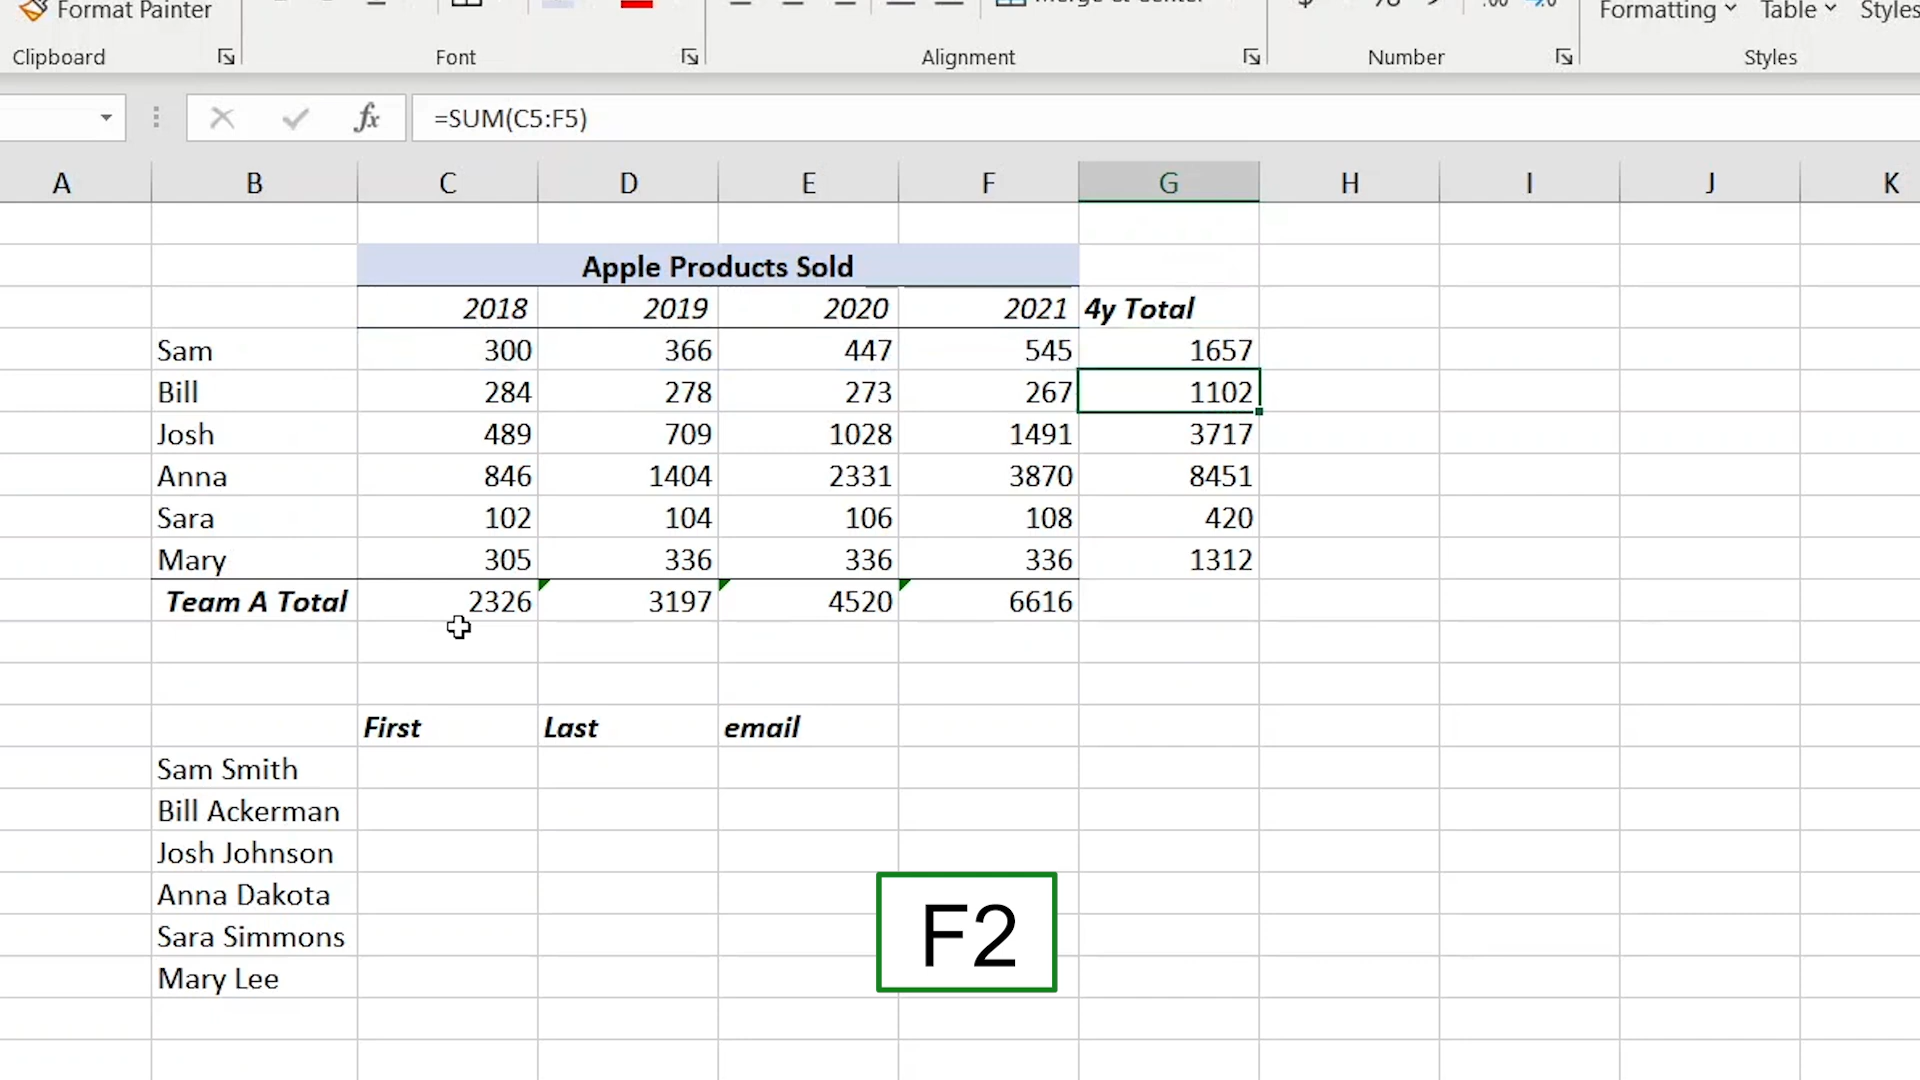 Format Painter
Formatting Table Styles
Clipboard Font Alignment Number Styles
fx =SUM(C5:F5)
A B C D E F G H I J K
Apple Products Sold
2018 2019 2020 2021 4y Total
Sam 300 366 447 545 1657
Bill 284 278 273 267 1102
Josh 489 709 1028 1491 3717
Anna 846 1404 2331 3870 8451
Sara 102 104 106 108 420
Mary 305 336 336 336 1312
Team A Total 2326 3197 4520 6616
First Last email
Sam Smith
Bill Ackerman
Josh Johnson
Anna Dakota
Sara Simmons
Mary Lee
F2